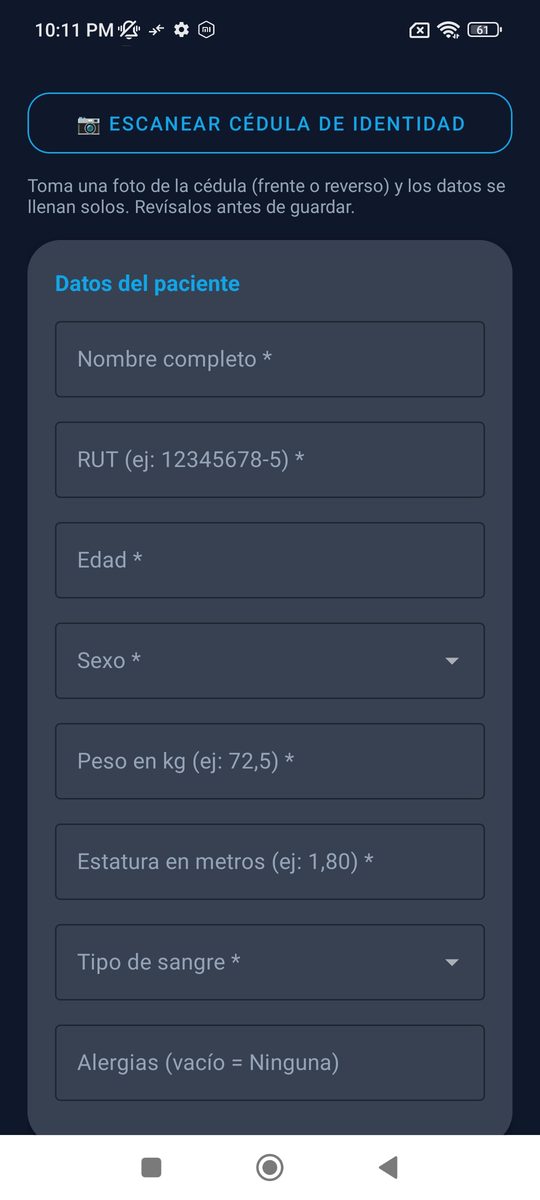 10:11 PM
61
ESCANEAR CÉDULA DE IDENTIDAD
Toma una foto de la cédula (frente o reverso) y los datos se
llenan solos. Revísalos antes de guardar.
Datos del paciente
Nombre completo *
RUT (ej: 12345678-5) *
Edad *
Sexo *
Peso en kg (ej: 72,5) *
Estatura en metros (ej: 1,80) *
Tipo de sangre *
Alergias (vacío = Ninguna)